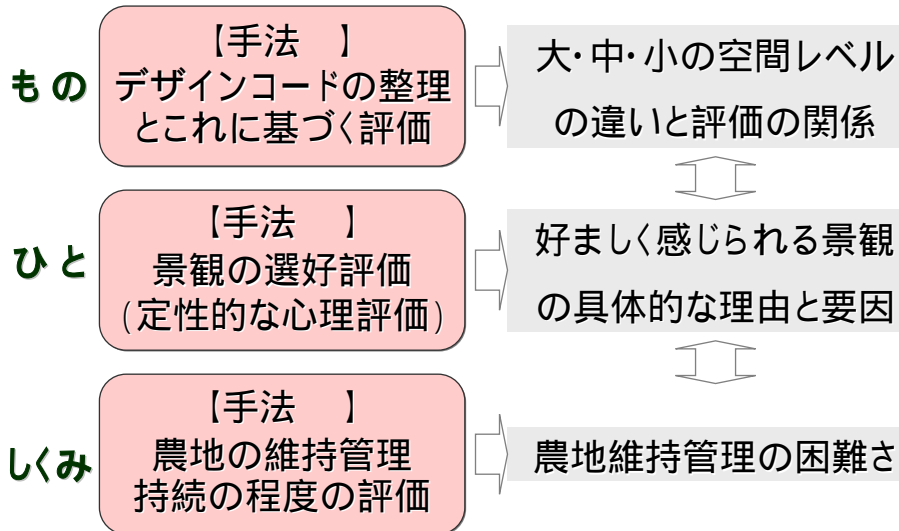 もの
【手法　】
デザインコードの整理
とこれに基づく評価
大・中・小の空間レベル
の違いと評価の関係
ひと
【手法　】
景観の選好評価
(定性的な心理評価)
好ましく感じられる景観
の具体的な理由と要因
しくみ
【手法　】
農地の維持管理
持続の程度の評価
農地維持管理の困難さ